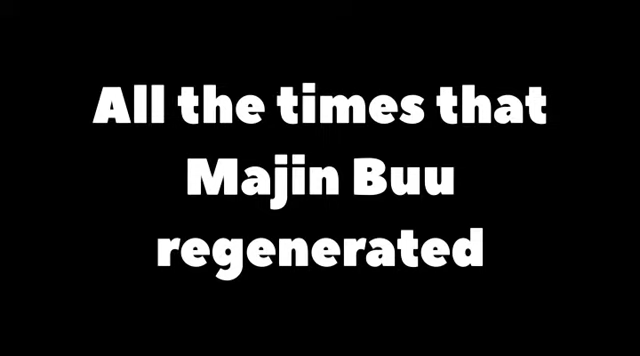 All the times that
Majin Buu
regenerated